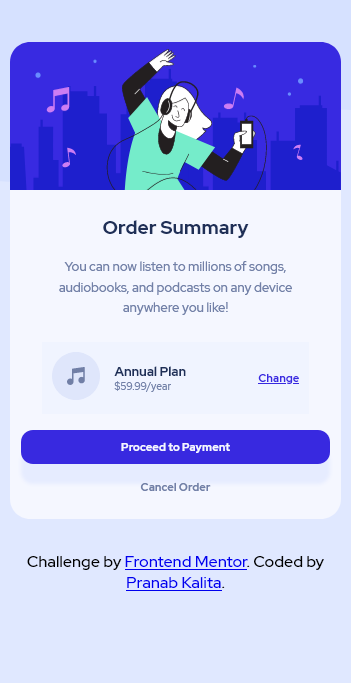 Order Summary
You can now listen to millions of songs,
audiobooks, and podcasts on any device
anywhere you like!
Annual Plan
$59.99/year
Change
Proceed to Payment
Cancel Order
Challenge by Frontend Mentor. Coded by
Pranab Kalita.